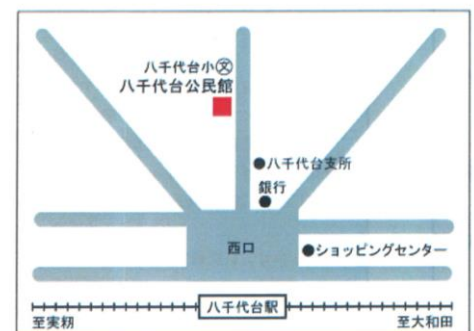 八千代台小㊛
八千代台公民館
八千代台支所
銀行
西口
ショッピングセンター
八千代台駅
至実籾
至大和田